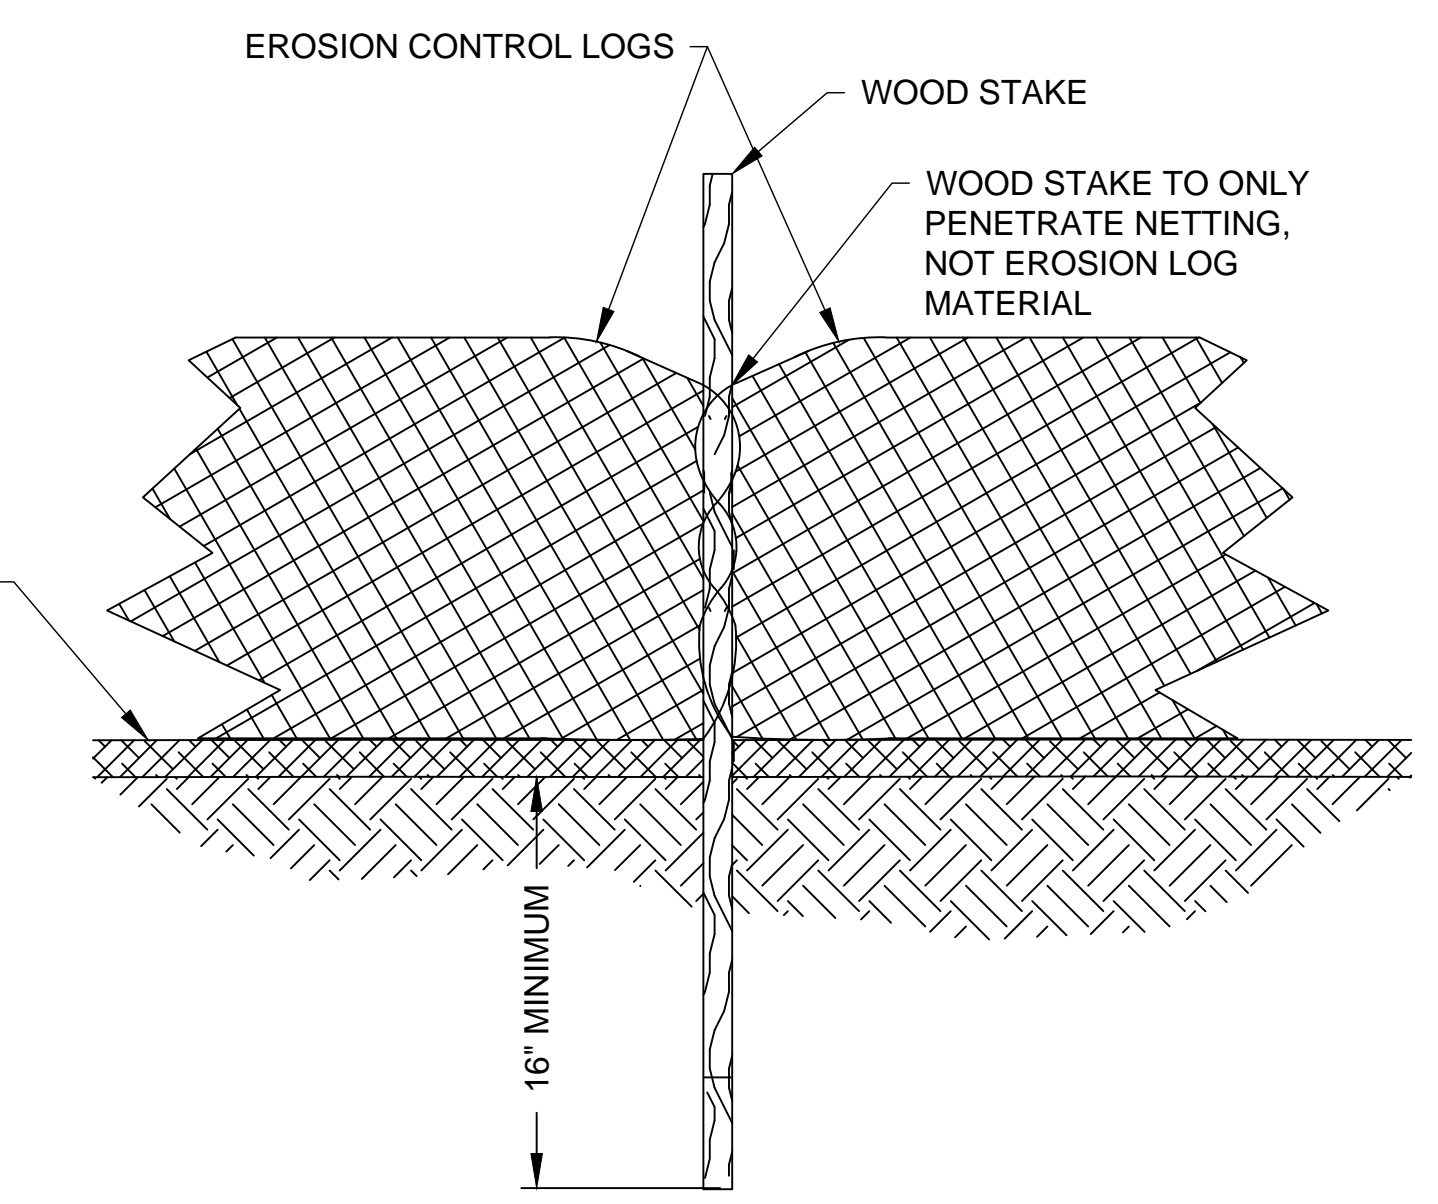 EROSION CONTROL LOGS
WOOD STAKE
WOOD STAKE TO ONLY
PENETRATE NETTING,
NOT EROSION LOG
MATERIAL
16" MINIMUM